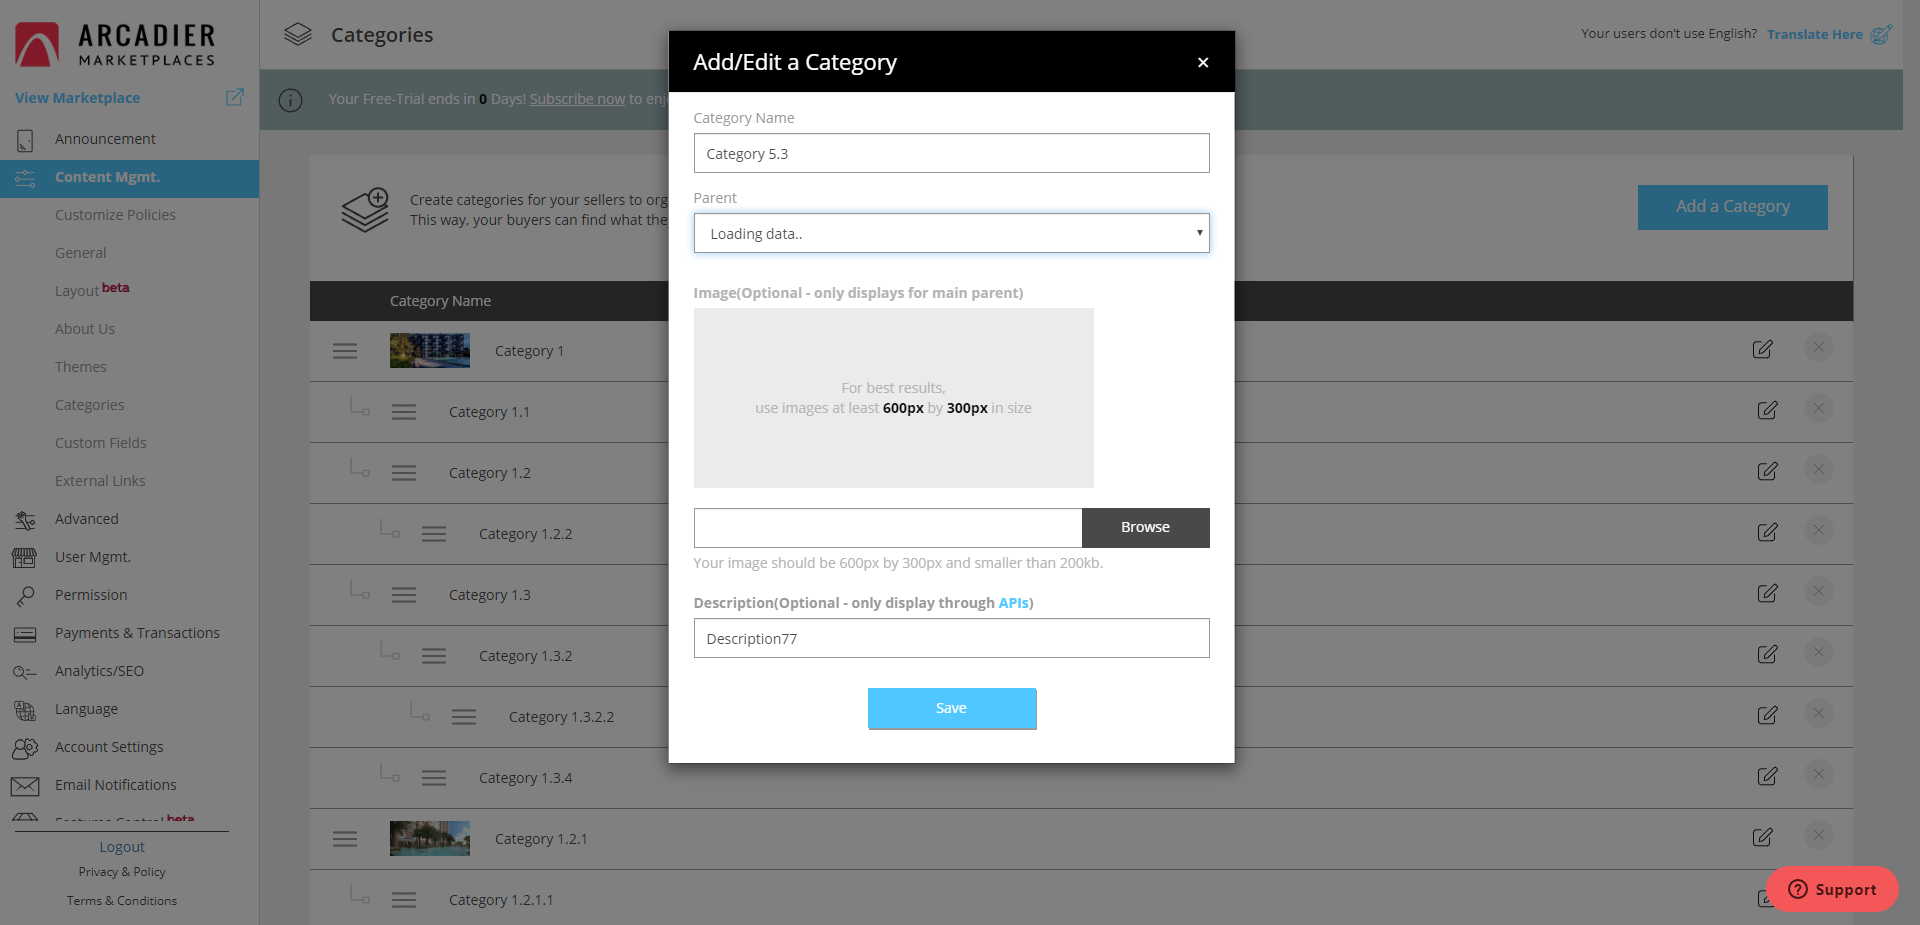 ARCADIER
MARKETPLACES
View Marketplace
Announcement
Content Mgmt.
Customize Policies
General
Layout beta
About Us
Themes
Categories
Custom Fields
External Links
Advanced
User Mgmt.
Permission
Payments & Transactions
Analytics/SEO
Language
Account Settings
Email Notifications
Features Control beta
Logout
Privacy & Policy
Terms & Conditions
Categories
Your users don't use English? Translate Here
Your Free-Trial ends in 0 Days! Subscribe now to
Create categories for your sellers to
This way, your buyers can find what
Add a Category
Category Name
Category 1
Category 1.1
Category 1.2
Category 1.2.2
Category 1.3
Category 1.3.2
Category 1.3.2.2
Category 1.3.4
Category 1.2.1
Category 1.2.1.1
Add/Edit a Category ×
Category Name
Category 5.3
Parent
Loading data..
Image(Optional - only displays for main parent)
For best results,
use images at least 600px by 300px in size
Browse
Your image should be 600px by 300px and smaller than 200kb.
Description(Optional - only display through APIs)
Description77
Save
Support